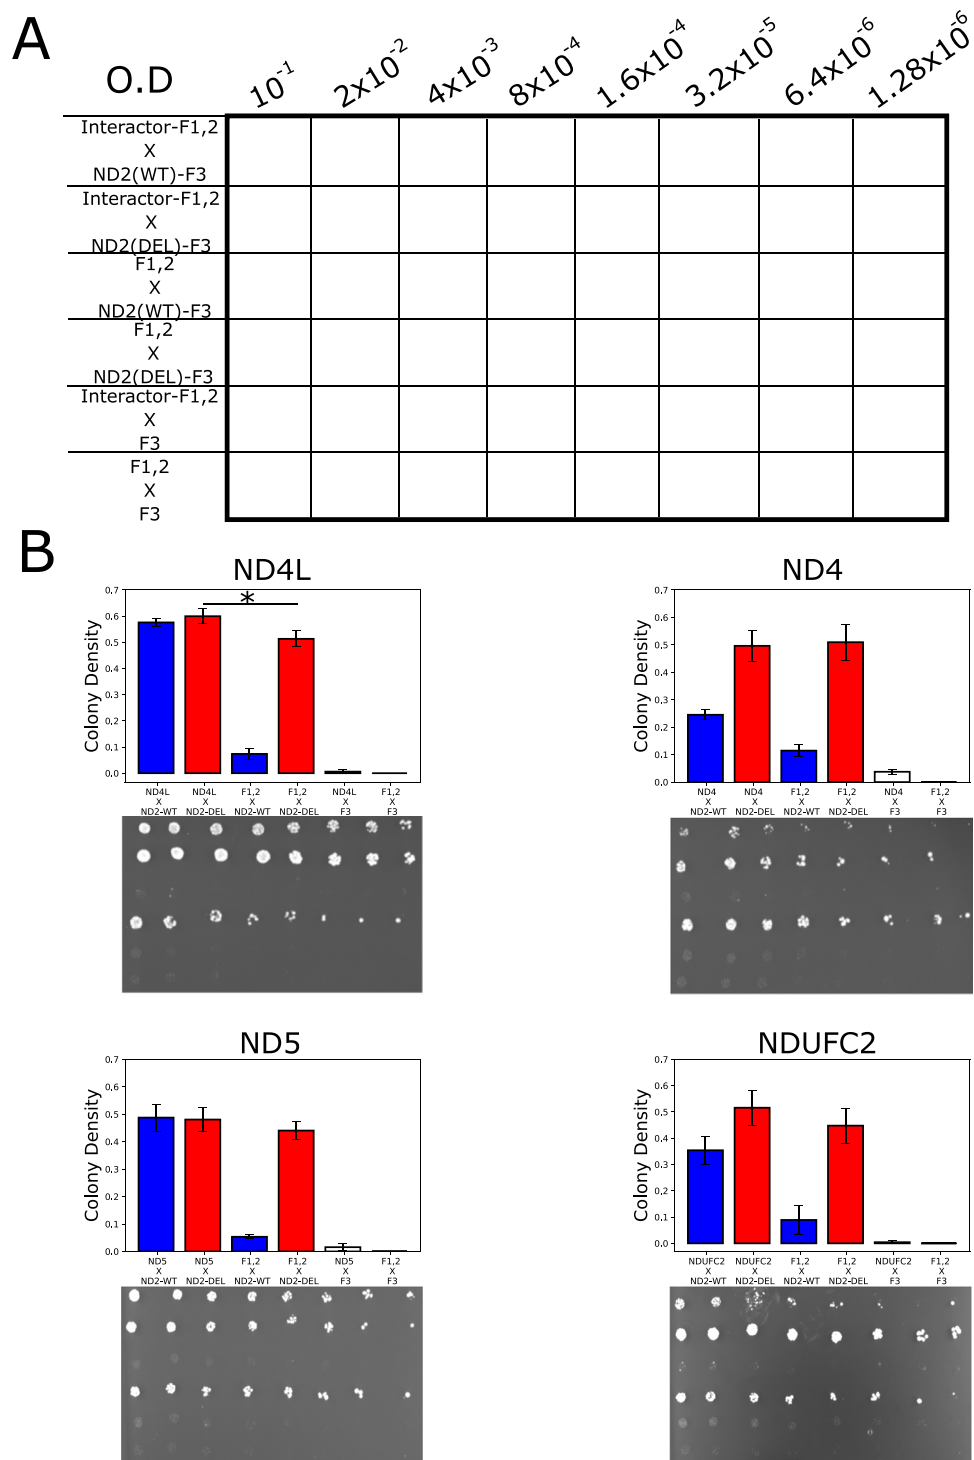 A
O.D
10-1
2x10-2
4x10-3
8x10-4
1.6x10-4
3.2x10-5
6.4x10-6
1.28x10-6
Interactor-F1,2
X
ND2(WT)-F3
Interactor-F1,2
X
ND2(DEL)-F3
F1,2
X
ND2(WT)-F3
F1,2
X
ND2(DEL)-F3
Interactor-F1,2
X
F3
F1,2
X
F3
B
ND4L
Colony Density
0.7
0.6
0.5
0.4
0.3
0.2
0.1
0.0
*
ND4L ND4L F1,2 F1,2 ND4L F1,2
X X X X X X
ND2-WT ND2-DEL ND2-WT ND2-DEL F3 F3
ND4
Colony Density
0.7
0.6
0.5
0.4
0.3
0.2
0.1
0.0
ND4 ND4 F1,2 F1,2 ND4 F1,2
X X X X X X
ND2-WT ND2-DEL ND2-WT ND2-DEL F3 F3
ND5
Colony Density
0.7
0.6
0.5
0.4
0.3
0.2
0.1
0.0
ND5 ND5 F1,2 F1,2 ND5 F1,2
X X X X X X
ND2-WT ND2-DEL ND2-WT ND2-DEL F3 F3
NDUFC2
Colony Density
0.7
0.6
0.5
0.4
0.3
0.2
0.1
0.0
NDUFC2 NDUFC2 F1,2 F1,2 NDUFC2 F1,2
X X X X X X
ND2-WT ND2-DEL ND2-WT ND2-DEL F3 F3